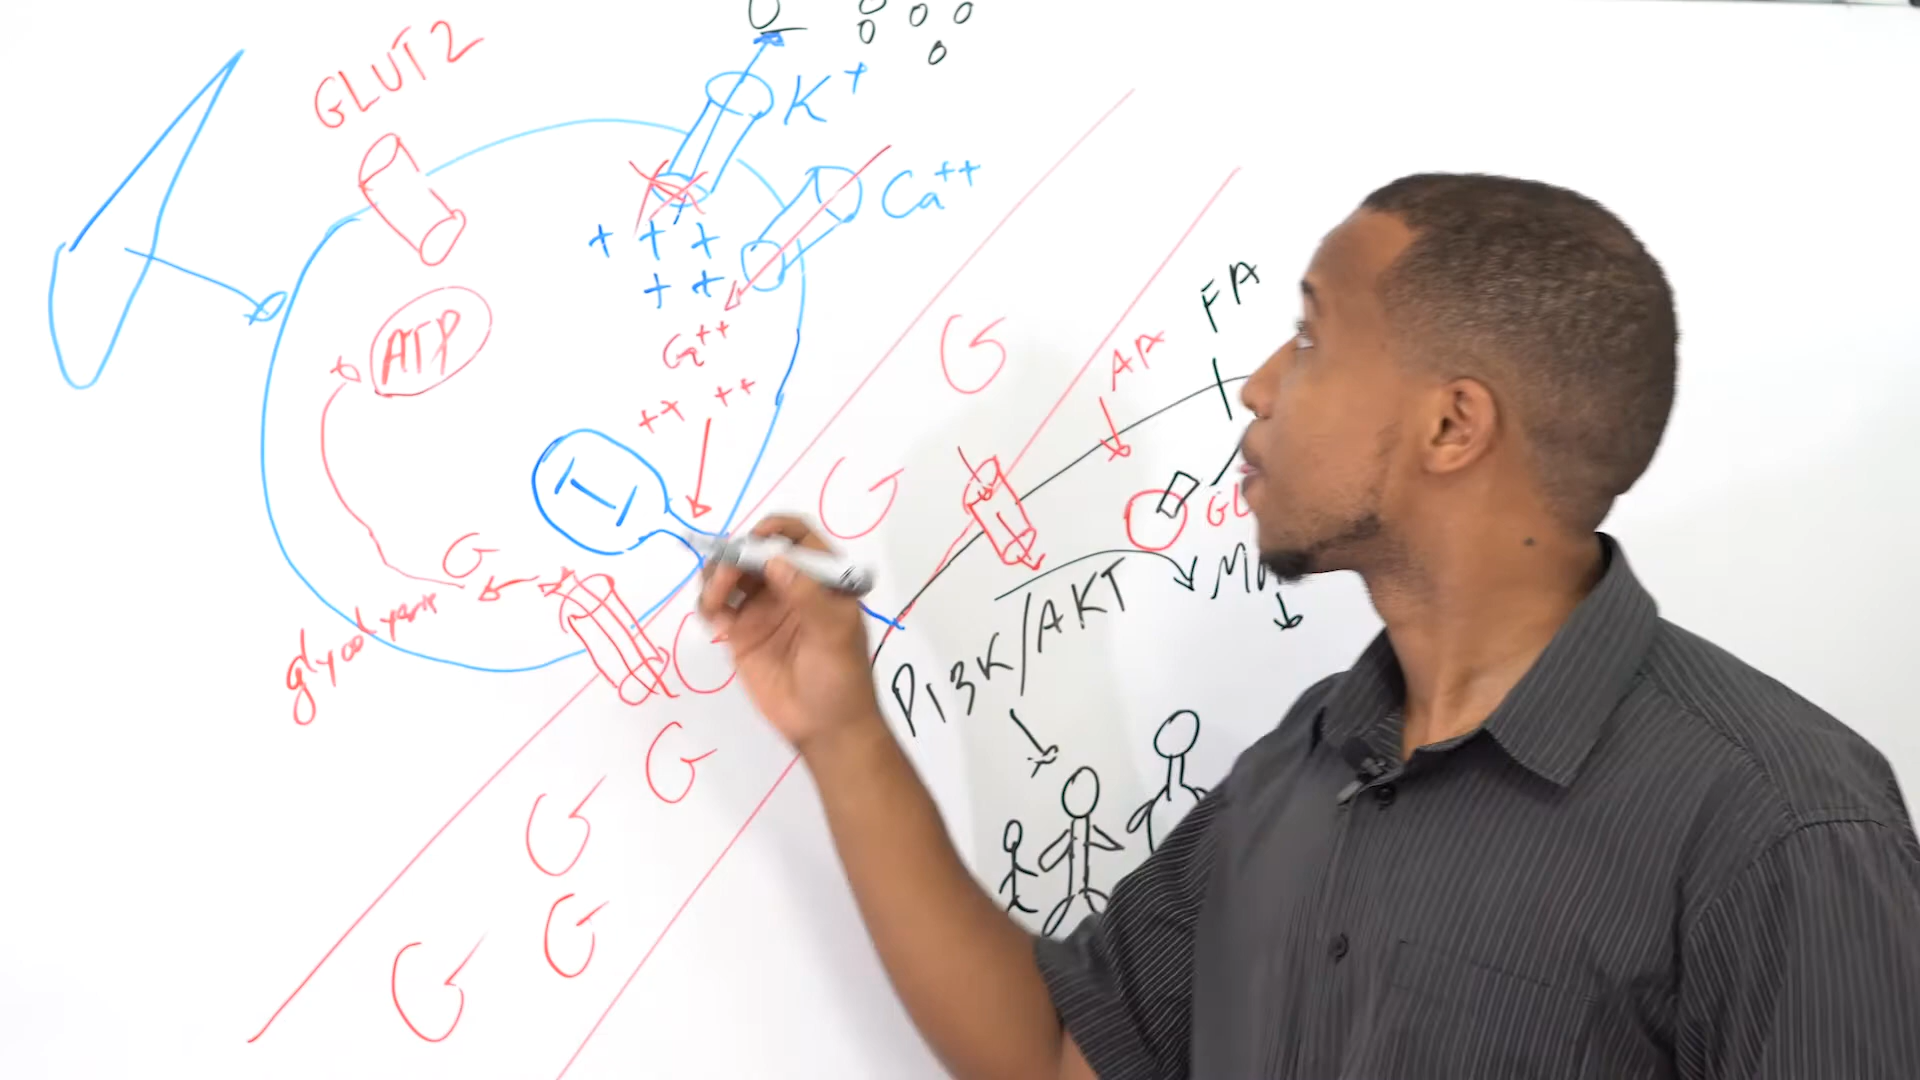 GLUT2
K+
Ca++
+ + +
+ +
ATP
Ca++
++ ++
I
G
glycolysis
G
G
G
G
G
G
G
AA
FA
PI3K/AKT